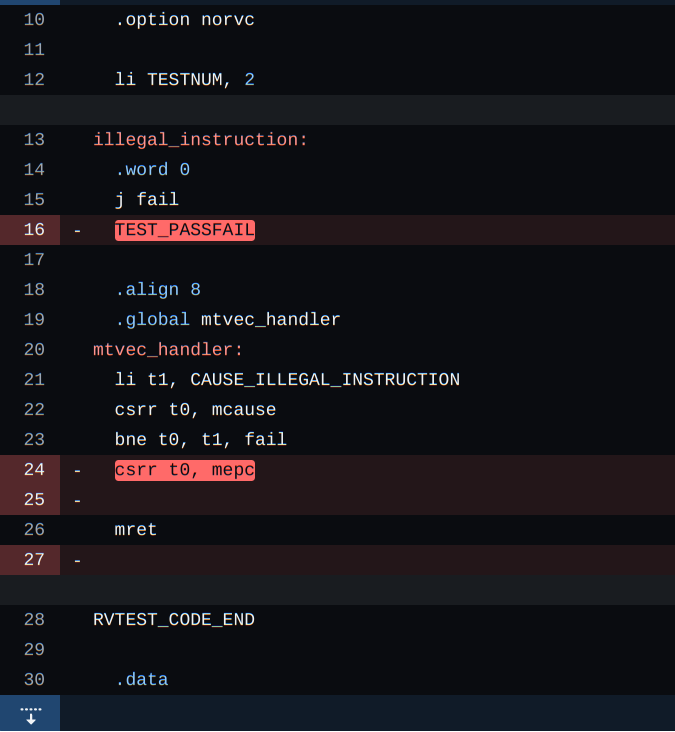 10 .option norvc
11
12 li TESTNUM, 2
13 illegal_instruction:
14 .word 0
15 j fail
16 - TEST_PASSFAIL
17
18 .align 8
19 .global mtvec_handler
20 mtvec_handler:
21 li t1, CAUSE_ILLEGAL_INSTRUCTION
22 csrr t0, mcause
23 bne t0, t1, fail
24 - csrr t0, mepc
25 -
26 mret
27 -
28 RVTEST_CODE_END
29
30 .data